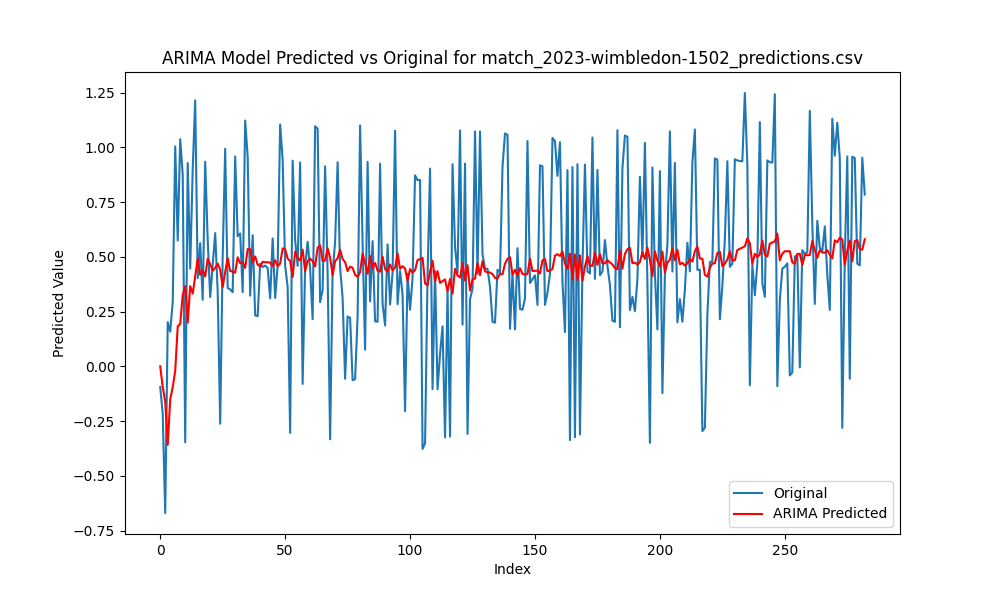 ARIMA Model Predicted vs Original for match_2023-wimbledon-1502_predictions.csv
1.25
1.00
0.75
0.50
0.25
0.00
−0.25
−0.50
−0.75
Predicted Value
0 50 100 150 200 250
Index
Original
ARIMA Predicted